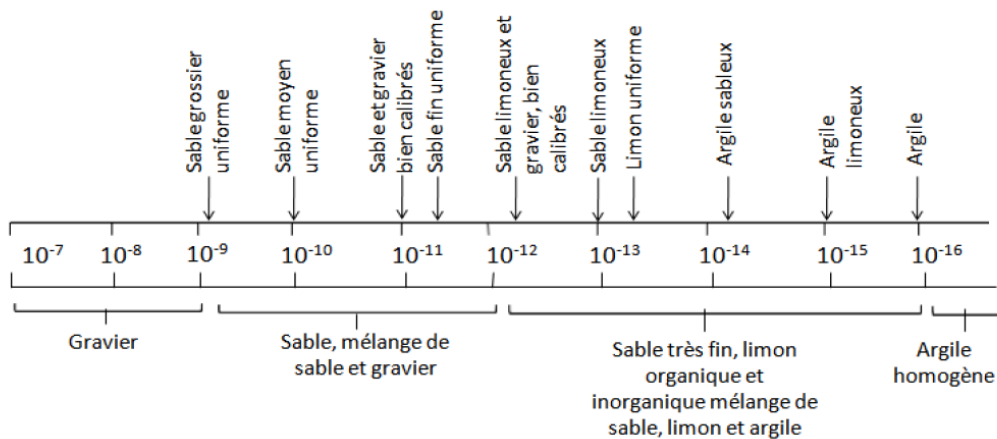 Sable grossier
uniforme
Sable moyen
uniforme
Sable et gravier
bien calibrés
Sable fin uniforme
Sable limoneux et
gravier, bien
calibrés
Sable limoneux
Limon uniforme
Argile sableux
Argile
limoneux
Argile
10⁻⁷ 10⁻⁸ 10⁻⁹ 10⁻¹⁰ 10⁻¹¹ 10⁻¹² 10⁻¹³ 10⁻¹⁴ 10⁻¹⁵ 10⁻¹⁶
Gravier
Sable, mélange de
sable et gravier
Sable très fin, limon
organique et
inorganique mélange de
sable, limon et argile
Argile
homogène